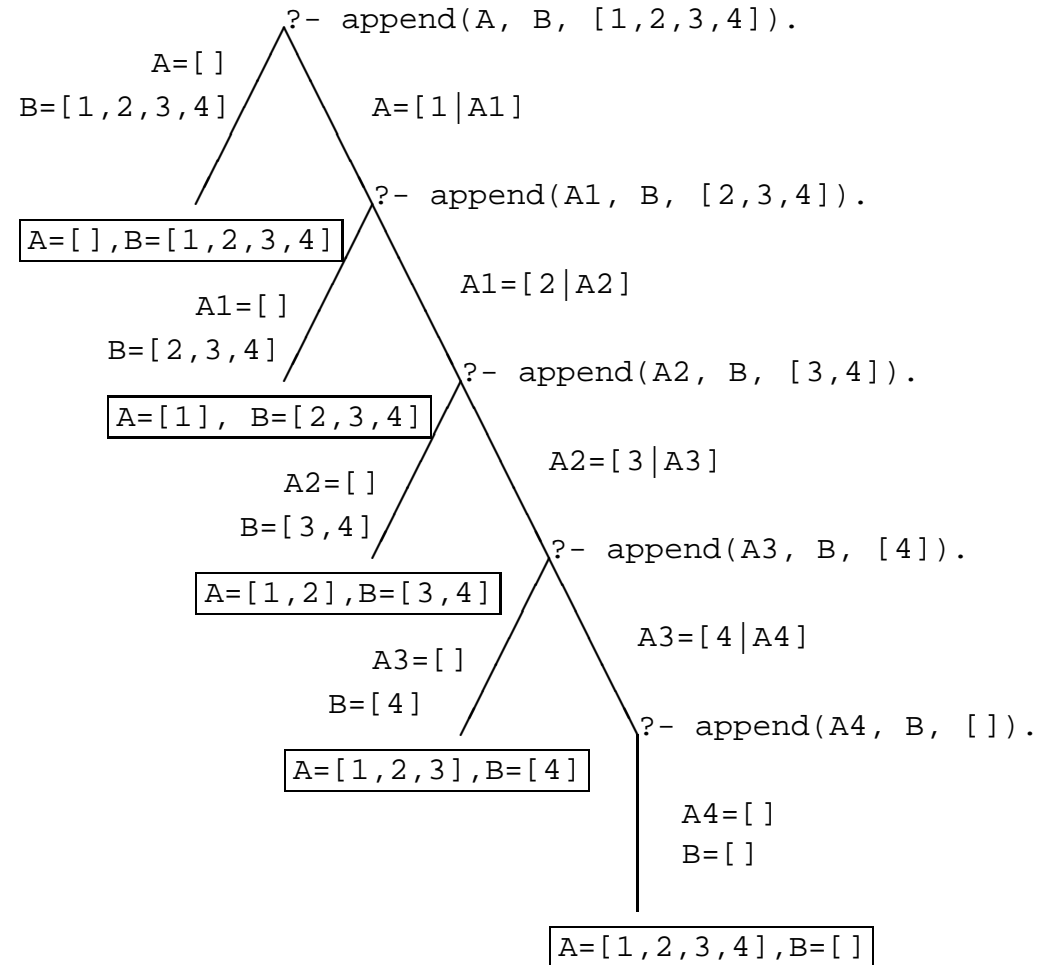 ?- append(A, B, [1,2,3,4]).
A=[]
B=[1,2,3,4]
A=[1|A1]
?- append(A1, B, [2,3,4]).
A=[],B=[1,2,3,4]
A1=[2|A2]
A1=[]
B=[2,3,4]
?- append(A2, B, [3,4]).
A=[1], B=[2,3,4]
A2=[3|A3]
A2=[]
B=[3,4]
?- append(A3, B, [4]).
A=[1,2],B=[3,4]
A3=[4|A4]
A3=[]
B=[4]
?- append(A4, B, []).
A=[1,2,3],B=[4]
A4=[]
B=[]
A=[1,2,3,4],B=[]